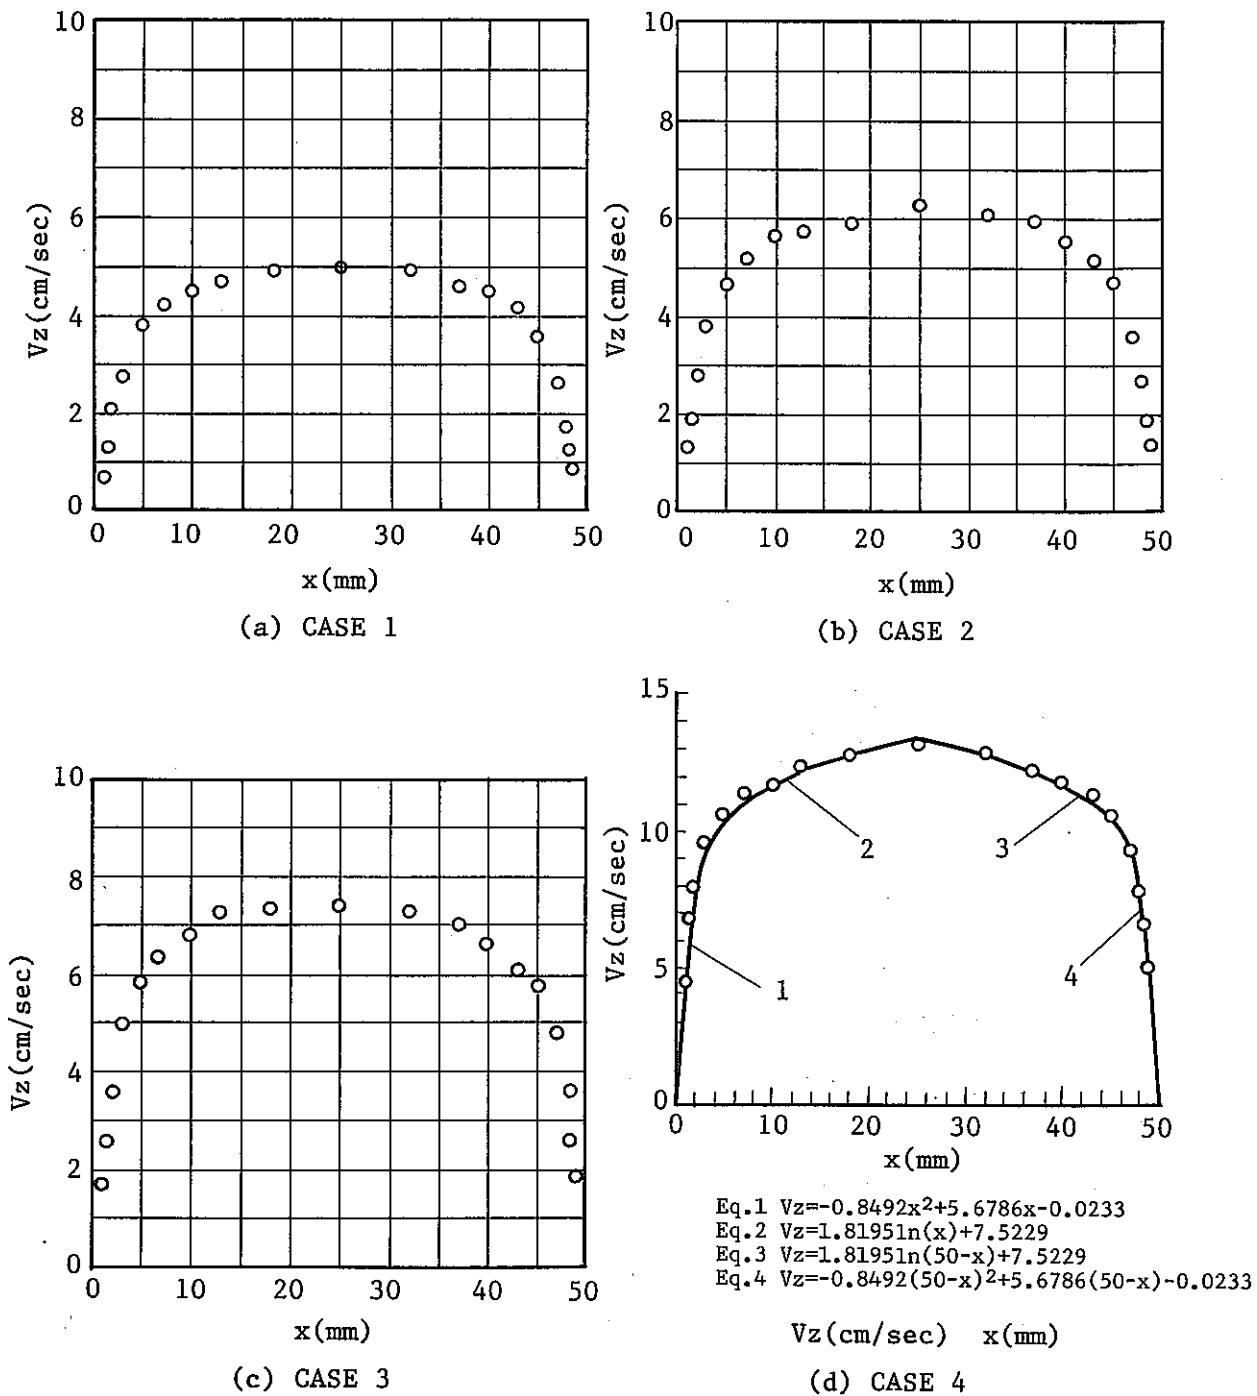 10
8
6
4
2
0
Vz(cm/sec)
0 10 20 30 40 50
x(mm)
(a) CASE 1
10
8
6
4
2
0
Vz(cm/sec)
0 10 20 30 40 50
x(mm)
(b) CASE 2
10
8
6
4
2
0
Vz(cm/sec)
0 10 20 30 40 50
x(mm)
(c) CASE 3
15
10
5
0
Vz(cm/sec)
1
2
3
4
0 10 20 30 40 50
x(mm)
Eq.1 Vz=-0.8492x²+5.6786x-0.0233
Eq.2 Vz=1.8195ln(x)+7.5229
Eq.3 Vz=1.8195ln(50-x)+7.5229
Eq.4 Vz=-0.8492(50-x)²+5.6786(50-x)-0.0233
Vz(cm/sec) x(mm)
(d) CASE 4